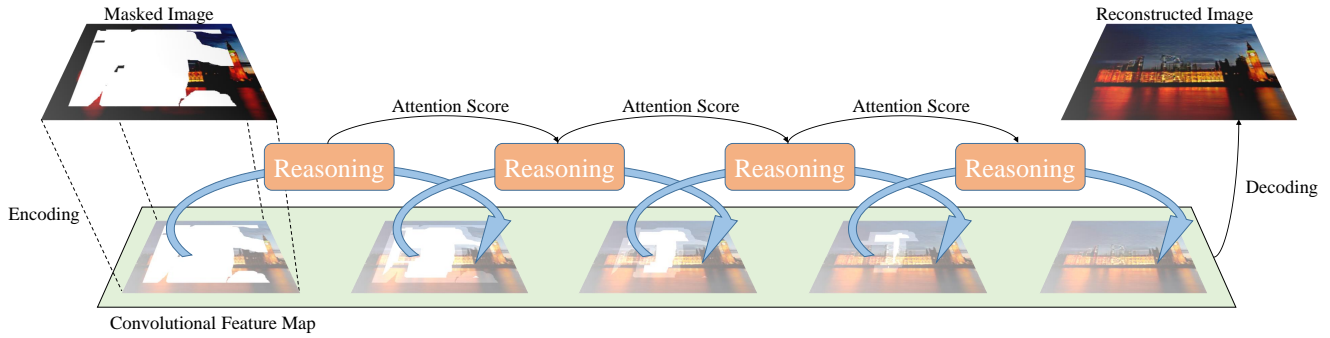 Masked Image
Reconstructed Image
Attention Score
Attention Score
Attention Score
Reasoning
Reasoning
Reasoning
Reasoning
Encoding
Decoding
Convolutional Feature Map